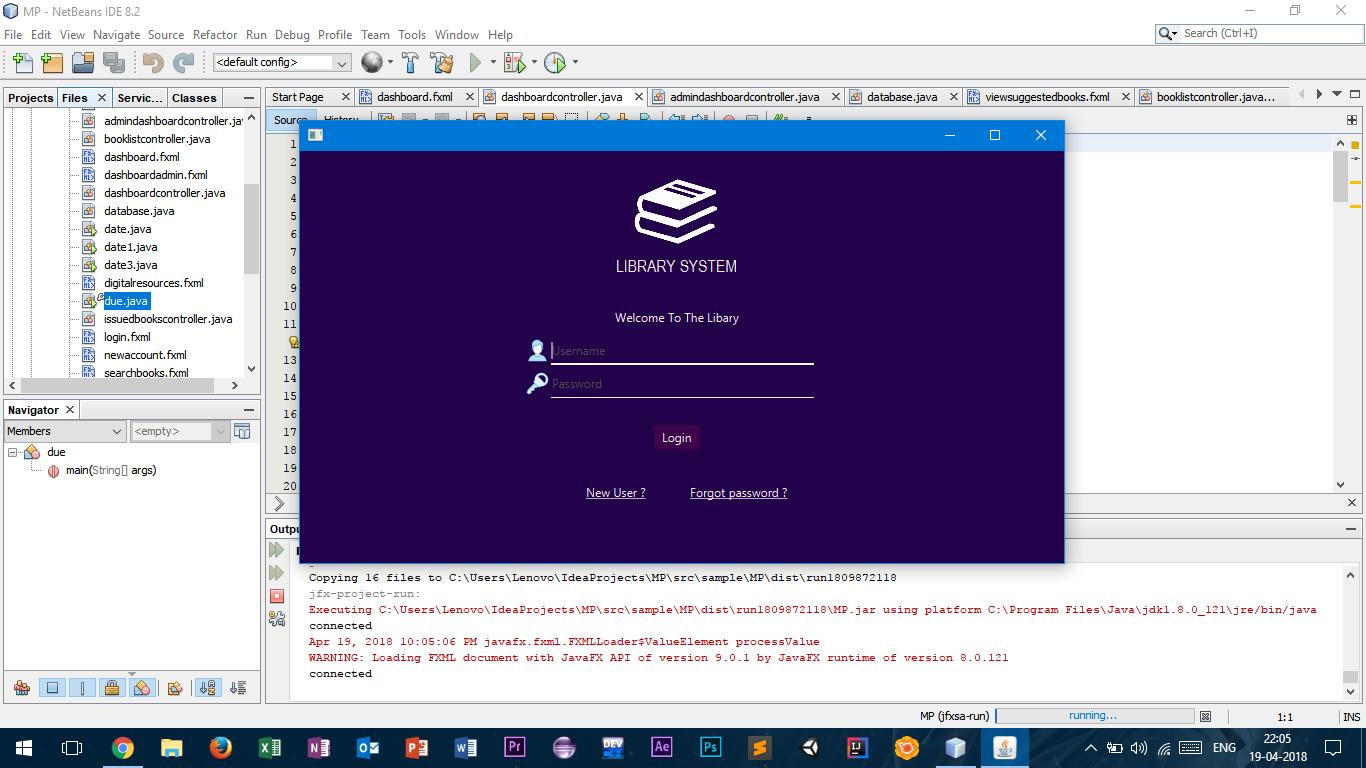 MP - NetBeans IDE 8.2
File Edit View Navigate Source Refactor Run Debug Profile Team Tools Window Help
Search (Ctrl+I)
<default config>
Projects Files Servic... Classes
Start Page dashboard.fxml dashboardcontroller.java admindashboardcontroller.java database.java viewsuggestedbooks.fxml booklistcontroller.java...
Source History
admindashboardcontroller.jav
booklistcontroller.java
dashboard.fxml
dashboardadmin.fxml
dashboardcontroller.java
database.java
date.java
date1.java
date3.java
digitalresources.fxml
due.java
issuedbookscontroller.java
login.fxml
newaccount.fxml
searchbooks.fxml
1
2
3
4
5
6
7
8
9
10
11
13
14
15
16
17
18
19
20
LIBRARY SYSTEM
Welcome To The Libary
Username
Password
Login
New User ? Forgot password ?
Navigator
Members <empty>
due
main(String[] args)
Outpu
Copying 16 files to C:\Users\Lenovo\IdeaProjects\MP\src\sample\MP\dist\run1809872118
jfx-project-run:
Executing C:\Users\Lenovo\IdeaProjects\MP\src\sample\MP\dist\run1809872118\MP.jar using platform C:\Program Files\Java\jdk1.8.0_121\jre/bin/java
connected
Apr 19, 2018 10:05:06 PM javafx.fxml.FXMLLoader$ValueElement processValue
WARNING: Loading FXML document with JavaFX API of version 9.0.1 by JavaFX runtime of version 8.0.121
connected
MP (jfxsa-run) running... 1:1 INS
ENG
22:05
19-04-2018